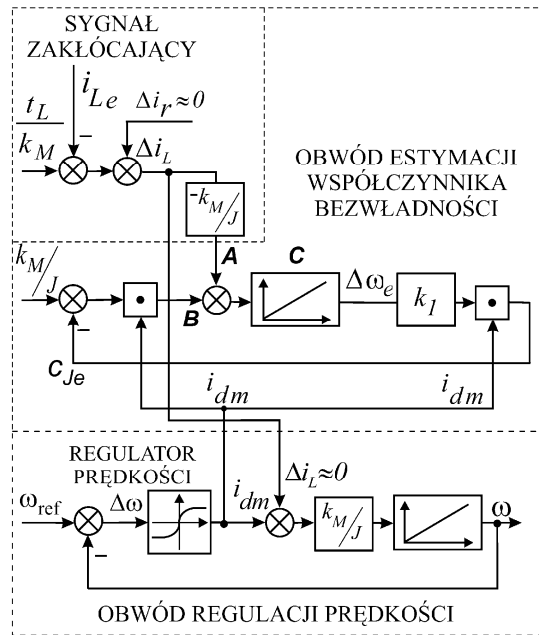 SYGNAŁ
ZAKŁÓCAJĄCY
i_Le
Δi_r≈0
t_L
k_M
−
Δi_L
-k_M/J
OBWÓD ESTYMACJI
WSPÓŁCZYNNIKA
BEZWŁADNOŚCI
k_M/J
A
C
B
Δω_e
k_1
−
C_Je
i_dm
i_dm
REGULATOR
PRĘDKOŚCI
Δi_L≈0
ω_ref
Δω
i_dm
k_M/J
ω
−
OBWÓD REGULACJI PRĘDKOŚCI